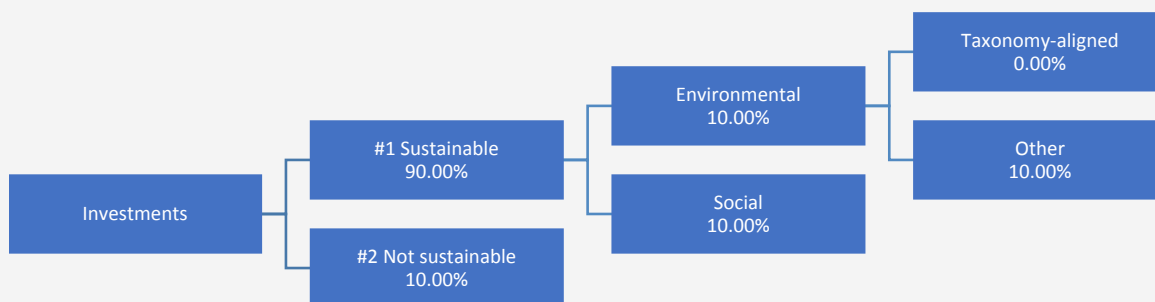 Investments
#1 Sustainable
90.00%
#2 Not sustainable
10.00%
Environmental
10.00%
Social
10.00%
Taxonomy-aligned
0.00%
Other
10.00%